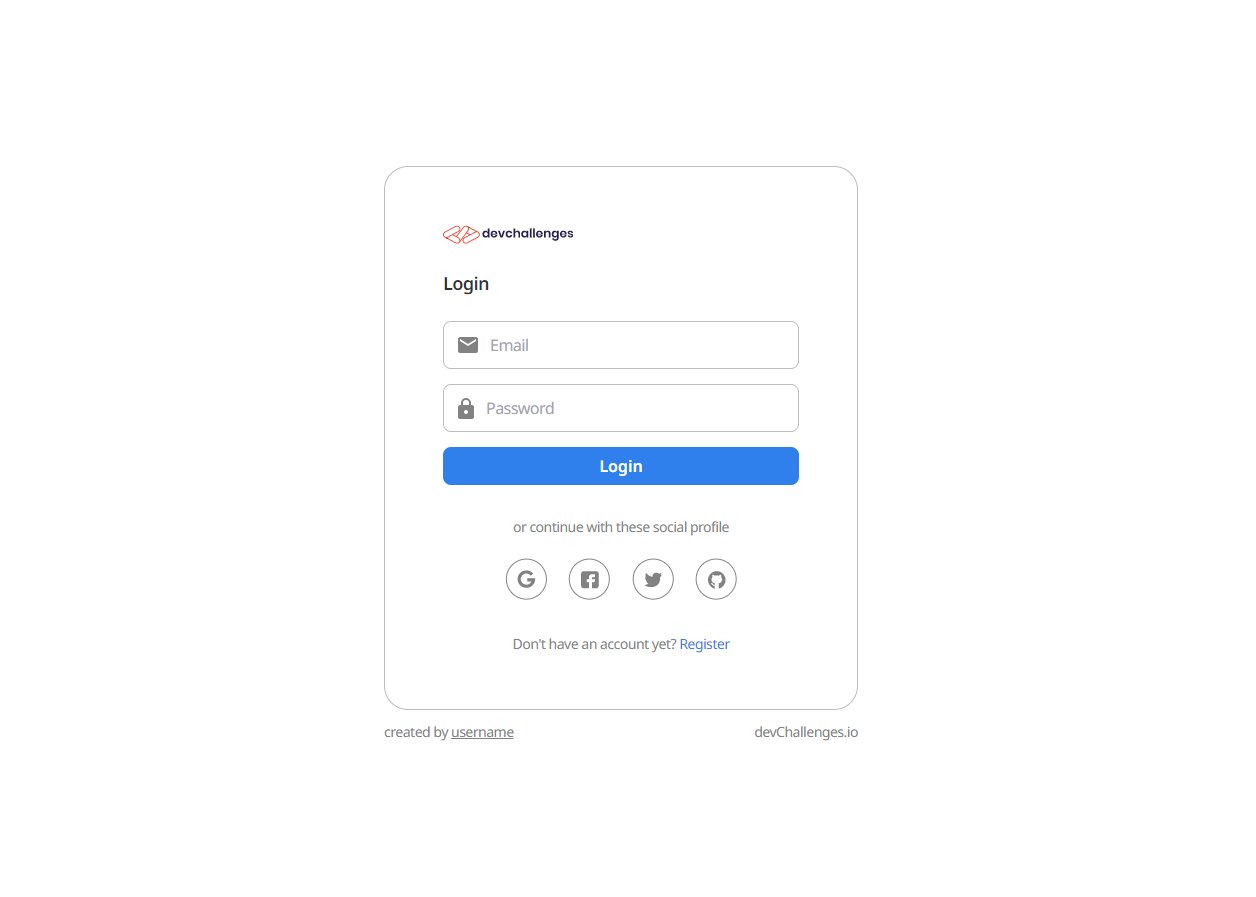 devchallenges
Login
Email
Password
Login
or continue with these social profile
Don't have an account yet? Register
created by username
devChallenges.io